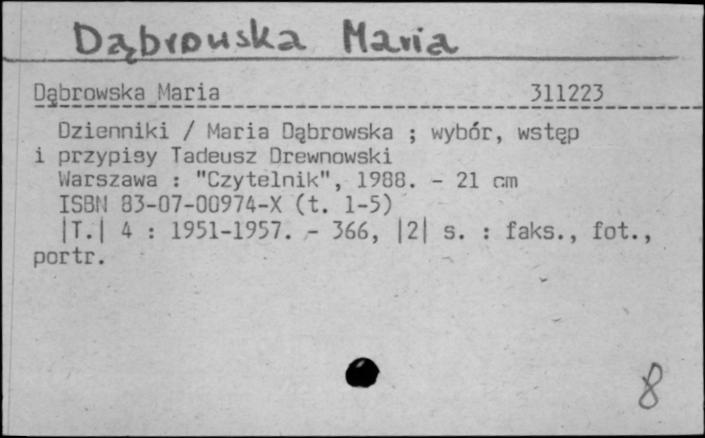 Dąbrowska Maria
Dąbrowska Maria 311223
Dzienniki / Maria Dąbrowska ; wybór, wstęp
i przypisy Tadeusz Drewnowski
Warszawa : "Czytelnik", 1988. - 21 cm
ISBN 83-07-00974-X (t. 1-5)
|T.| 4 : 1951-1957. - 366, |2| s. : faks., fot.,
portr.
8